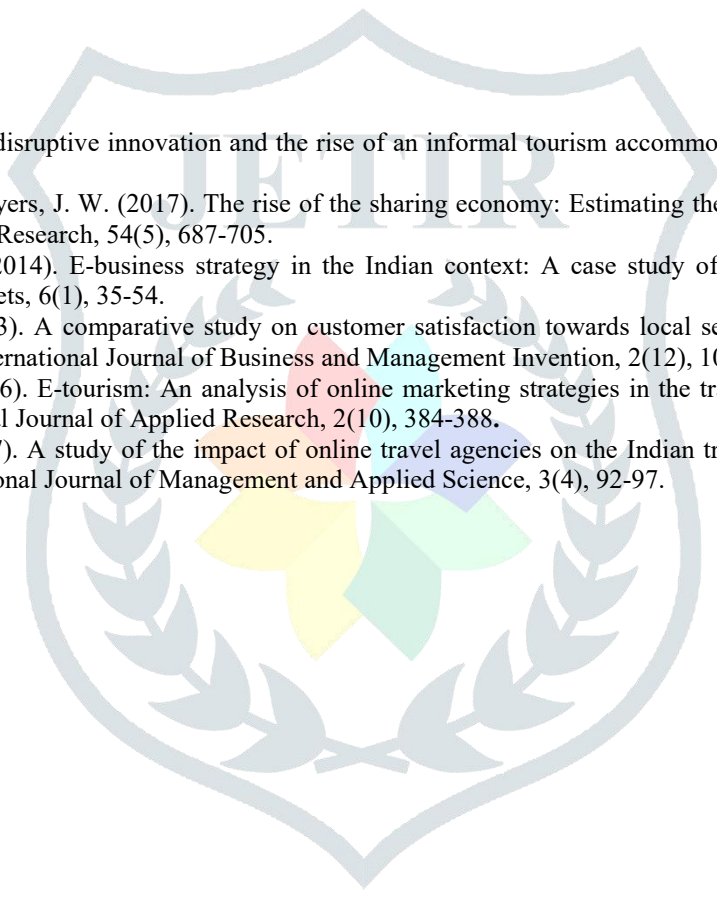 JETIR
disruptive innovation and the rise of an informal tourism
yers, J. W. (2017). The rise of the sharing economy: Estimating the
Research, 54(5), 687-705.
2014). E-business strategy in the Indian context: A case study of
ets, 6(1), 35-54.
3). A comparative study on customer satisfaction towards local
ernational Journal of Business and Management Invention, 2(12),
6). E-tourism: An analysis of online marketing strategies in the
l Journal of Applied Research, 2(10), 384-388.
7). A study of the impact of online travel agencies on the Indian
onal Journal of Management and Applied Science, 3(4), 92-97.